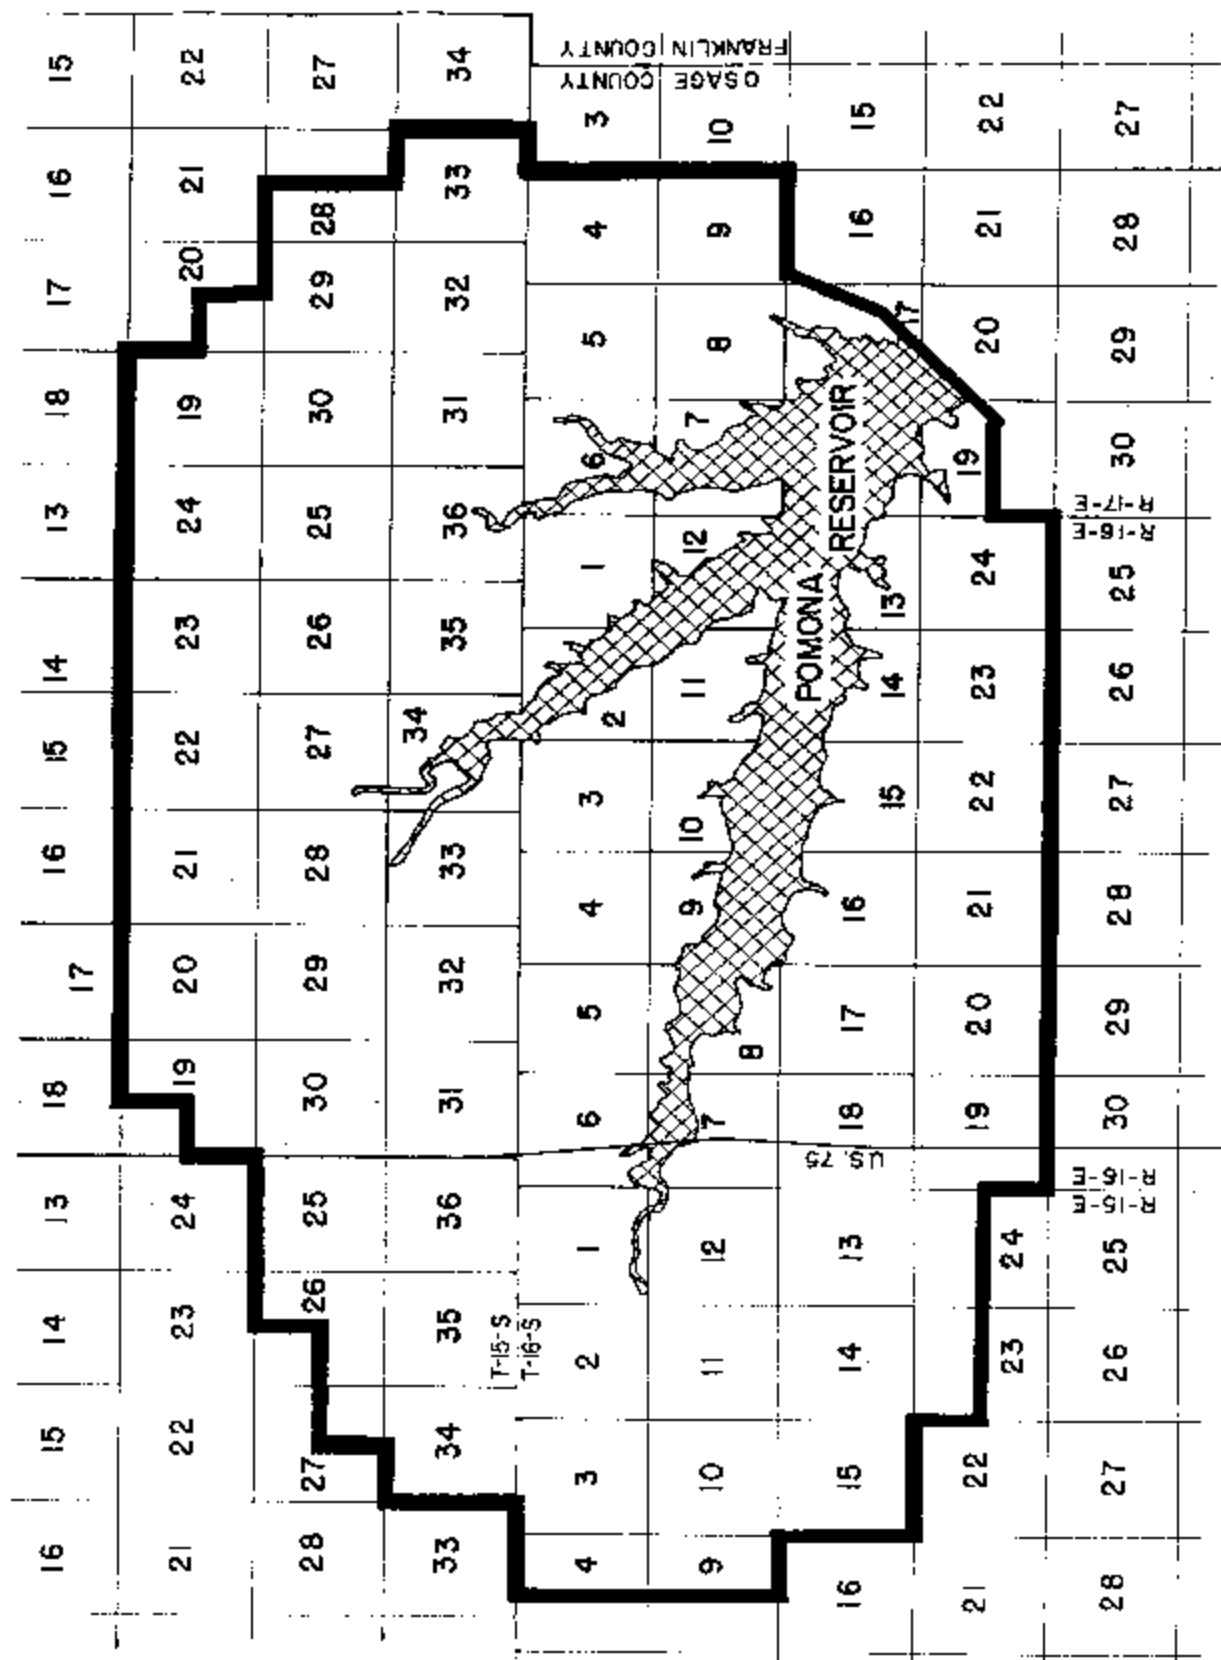 16 15 14 13 18 17 16 15 14 13 18 17 16 15
21 22 23 24 19 20 21 22 23 24 19 20 21 22
28 27 26 25 30 29 28 27 26 25 30 29 28 27
33 34 35 36 31 32 33 34 35 36 31 32 33 34
T-15-S
T-16-S
4 3 2 1 6 5 4 3 2 1 6 5 4 3
OSAGE COUNTY
FRANKLIN COUNTY
9 10 11 12 7 8 9 10 11 12 7 8 9 10
POMONA RESERVOIR
U.S. 75
16 15 14 13 18 17 16 15 14 13 17 16 15
21 22 23 24 19 20 21 22 23 24 19 20 21 22
R-15-E R-16-E
R-16-E R-17-E
28 27 26 25 30 29 28 27 26 25 30 29 28 27